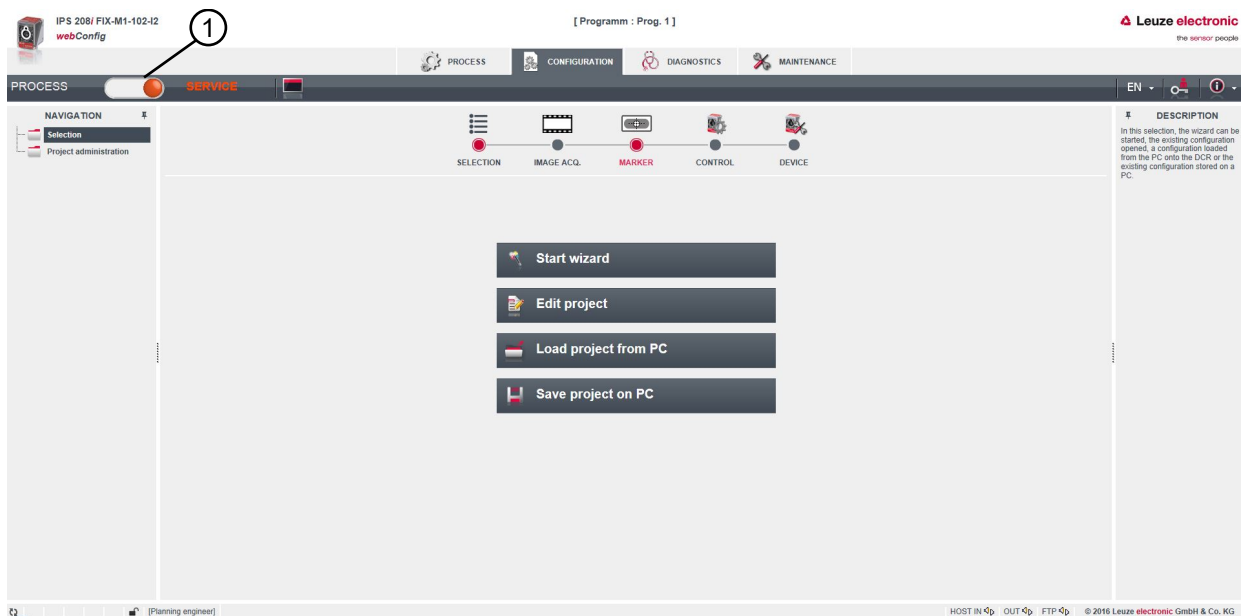 IPS 208i FIX-M1-102-I2
webConfig
1
[ Programm : Prog. 1 ]
Leuze electronic
the sensor people
PROCESS
CONFIGURATION
DIAGNOSTICS
MAINTENANCE
PROCESS
SERVICE
EN
NAVIGATION
Selection
Project administration
SELECTION
IMAGE ACQ.
MARKER
CONTROL
DEVICE
Start wizard
Edit project
Load project from PC
Save project on PC
DESCRIPTION
In this selection, the wizard can be
started, the existing configuration
opened, a configuration loaded
from the PC onto the DCR or the
existing configuration stored on a
PC.
[Planning engineer]
HOST IN OUT FTP © 2016 Leuze electronic GmbH & Co. KG